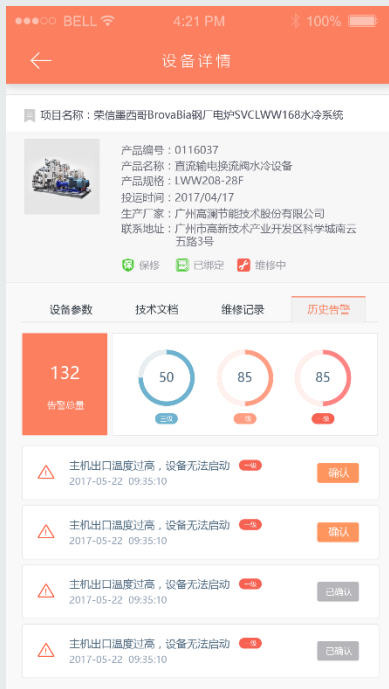 BELL 4:21 PM 100%
设备详情
项目名称：荣信墨西哥BrovaBia钢厂电炉SVCLWW168水冷系统
产品编号：0116037
产品名称：直流输电换流阀水冷设备
产品规格：LWW208-28F
投运时间：2017/04/17
生产厂家：广州高澜节能技术股份有限公司
联系地址：广州市高新技术产业开发区科学城南云
五路3号
保修 已绑定 维修中
设备参数 技术文档 维修记录 历史告警
132
告警总量
50 85 85
三级 一级
主机出口温度过高，设备无法启动 一级
2017-05-22 09:35:10
确认
主机出口温度过高，设备无法启动 一级
2017-05-22 09:35:10
确认
主机出口温度过高，设备无法启动 一级
2017-05-22 09:35:10
已确认
主机出口温度过高，设备无法启动 一级
2017-05-22 09:35:10
已确认